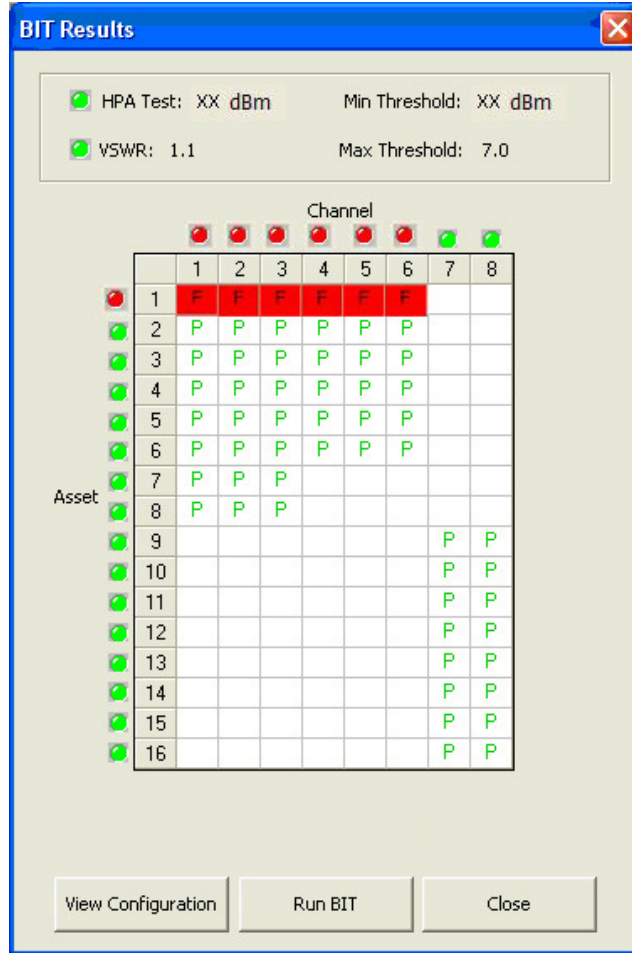 BIT Results
HPA Test: XX dBm Min Threshold: XX dBm
VSWR: 1.1 Max Threshold: 7.0
Channel
1 2 3 4 5 6 7 8
1 F F F F F F
2 P P P P P P
3 P P P P P P
4 P P P P P P
5 P P P P P P
6 P P P P P P
7 P P P
Asset
8 P P P
9 P P
10 P P
11 P P
12 P P
13 P P
14 P P
15 P P
16 P P
View Configuration Run BIT Close